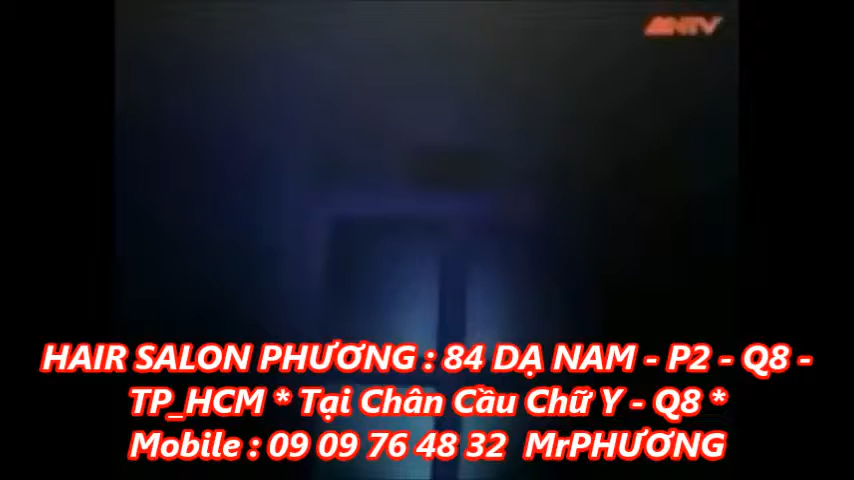 ANTV
HAIR SALON PHƯƠNG : 84 DẠ NAM - P2 - Q8 -
TP_HCM * Tại Chân Cầu Chữ Y - Q8 *
Mobile : 09 09 76 48 32 MrPHƯƠNG